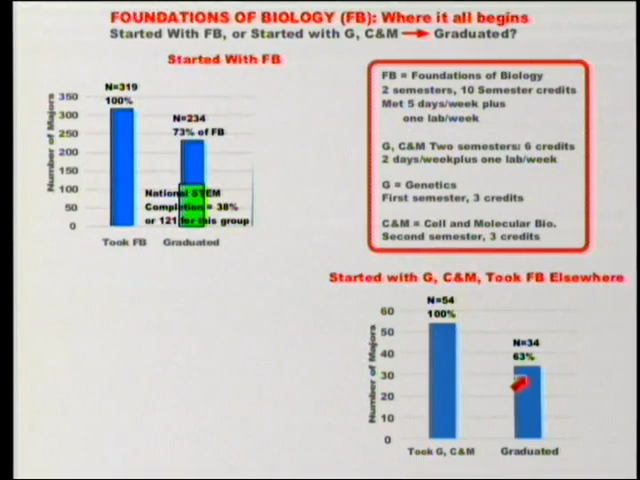 FOUNDATIONS OF BIOLOGY (FB): Where it all begins
Started With FB, or Started with G, C&M Graduated?
Started With FB
N=319
100%
N=234
73% of FB
Number of Majors
350
300
250
200
150
100
50
0
National STEM
Completion = 38%
or 121 for this group
Took FB
Graduated
FB = Foundations of Biology
2 semesters, 10 Semester credits
Met 5 days/week plus
one lab/week
G, C&M Two semesters: 6 credits
2 days/weekplus one lab/week
G = Genetics
First semester, 3 credits
C&M = Cell and Molecular Bio.
Second semester, 3 credits
Started with G, C&M, Took FB Elsewhere
N=54
100%
N=34
63%
Number of Majors
60
50
40
30
20
10
0
Took G, C&M
Graduated